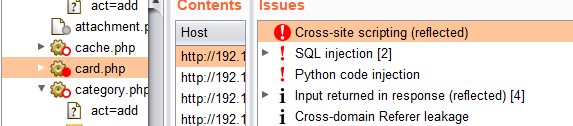 act=add
attachment.p
cache.php
card.php
category.php
act=add
Contents
Host
http://192.1
http://192.1
http://192.1
http://192.1
Issues
Cross-site scripting (reflected)
SQL injection [2]
Python code injection
Input returned in response (reflected) [4]
Cross-domain Referer leakage